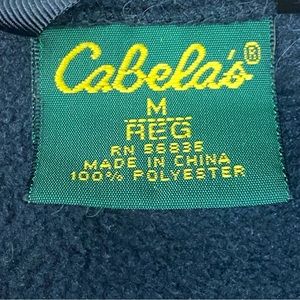 Cabela's®
M
REG
RN 56835
MADE IN CHINA
100% POLYESTER